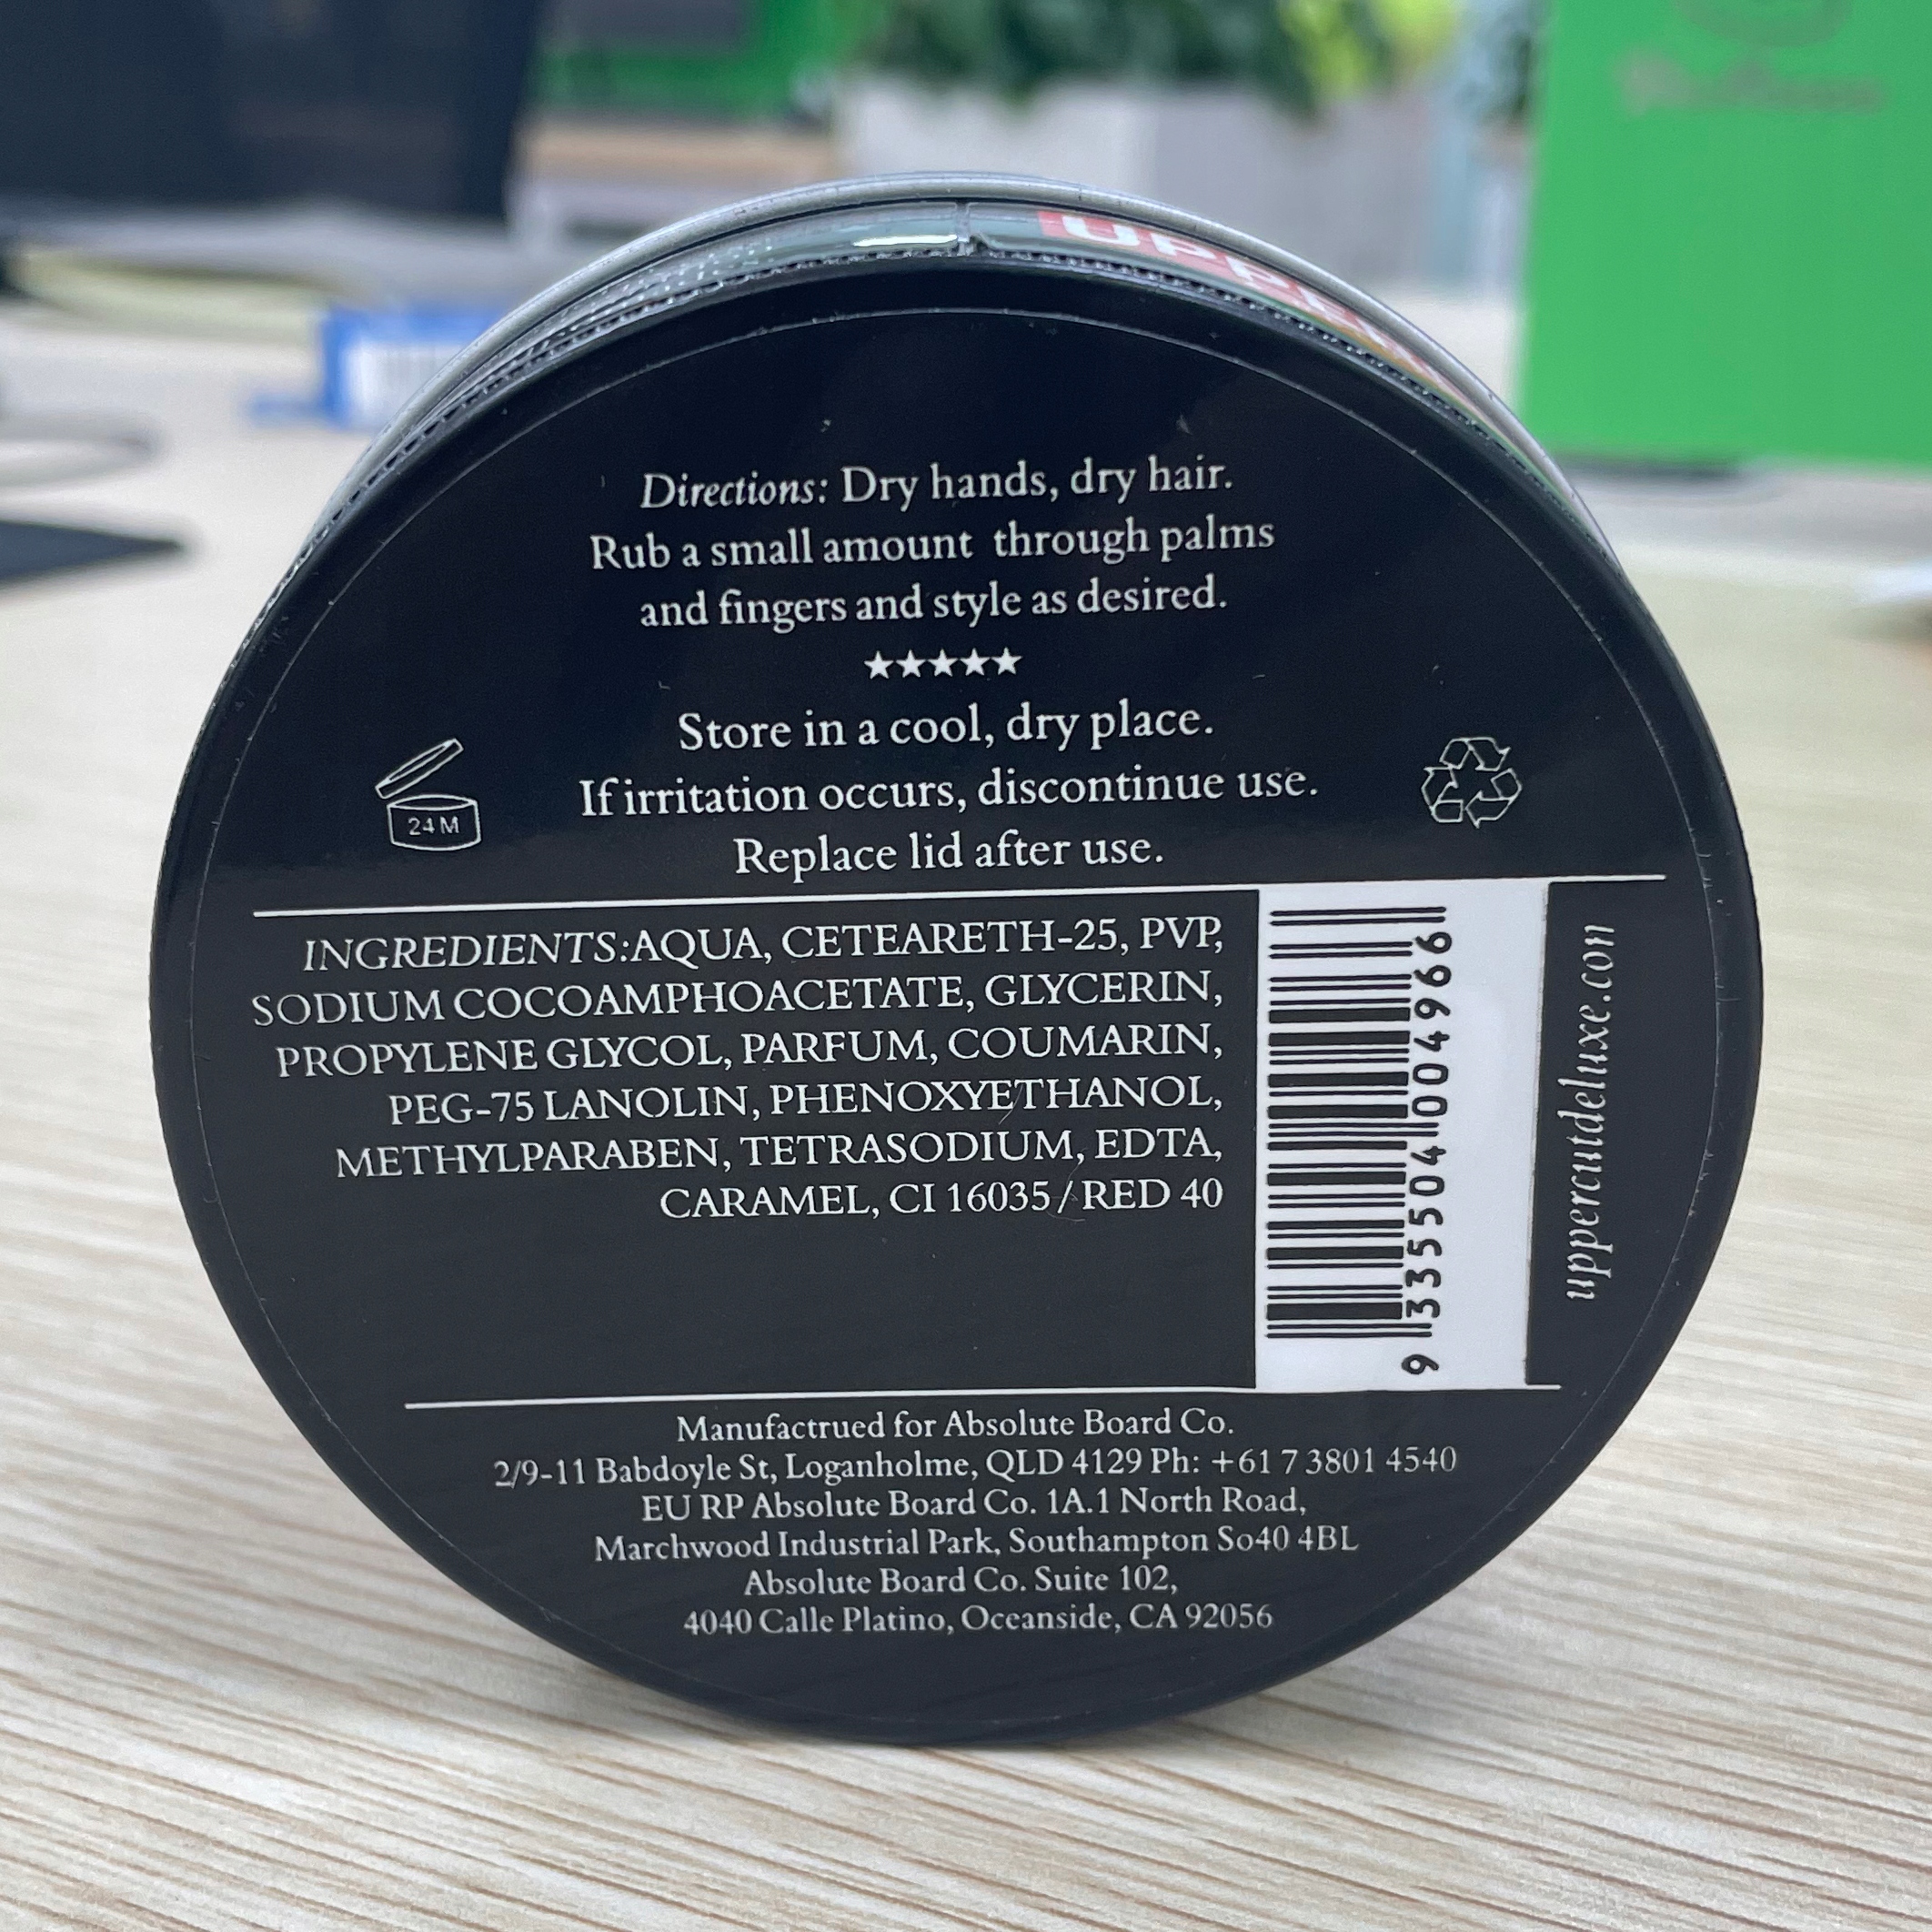 UPPER
Directions: Dry hands, dry hair.
Rub a small amount through palms
and fingers and style as desired.
★★★★★
Store in a cool, dry place.
If irritation occurs, discontinue use.
Replace lid after use.
24 M
INGREDIENTS:AQUA, CETEARETH-25, PVP,
SODIUM COCOAMPHOACETATE, GLYCERIN,
PROPYLENE GLYCOL, PARFUM, COUMARIN,
PEG-75 LANOLIN, PHENOXYETHANOL,
METHYLPARABEN, TETRASODIUM, EDTA,
CARAMEL, CI 16035/RED 40
9 335504 004966
uppercutdeluxe.con
Manufactrued for Absolute Board Co.
2/9-11 Babdoyle St, Loganholme, QLD 4129 Ph: +61 7 3801 4540
EU RP Absolute Board Co. 1A.1 North Road,
Marchwood Industrial Park, Southampton So40 4BL
Absolute Board Co. Suite 102,
4040 Calle Platino, Oceanside, CA 92056